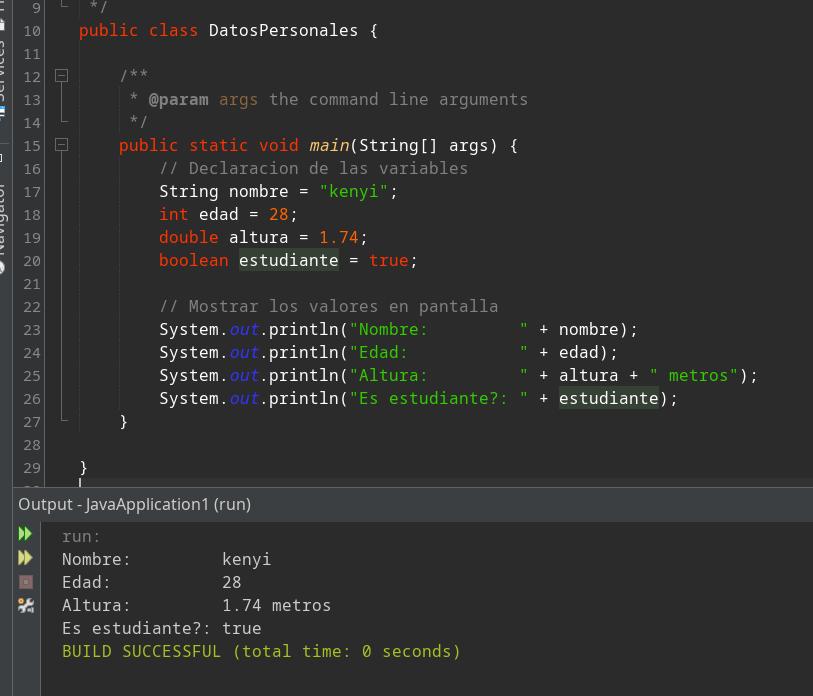 Services
Navigator
9 */
10 public class DatosPersonales {
11
12 /**
13 * @param args the command line arguments
14 */
15 public static void main(String[] args) {
16 // Declaracion de las variables
17 String nombre = "kenyi";
18 int edad = 28;
19 double altura = 1.74;
20 boolean estudiante = true;
21
22 // Mostrar los valores en pantalla
23 System.out.println("Nombre:         " + nombre);
24 System.out.println("Edad:           " + edad);
25 System.out.println("Altura:         " + altura + " metros");
26 System.out.println("Es estudiante?: " + estudiante);
27 }
28
29 }
Output - JavaApplication1 (run)
run:
Nombre:         kenyi
Edad:           28
Altura:         1.74 metros
Es estudiante?: true
BUILD SUCCESSFUL (total time: 0 seconds)